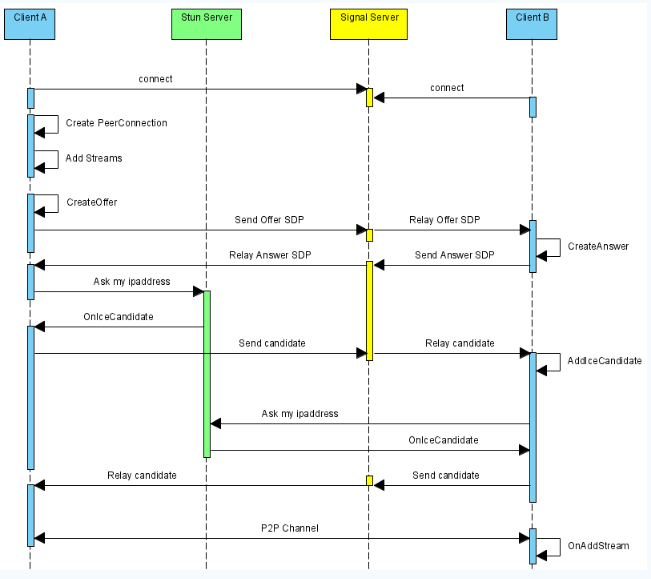 Client A
Stun Server
Signal Server
Client B
connect
connect
Create PeerConnection
Add Streams
CreateOffer
Send Offer SDP
Relay Offer SDP
CreateAnswer
Relay Answer SDP
Send Answer SDP
Ask my ipaddress
OnIceCandidate
Send candidate
Relay candidate
AddIceCandidate
Ask my ipaddress
OnIceCandidate
Relay candidate
Send candidate
P2P Channel
OnAddStream